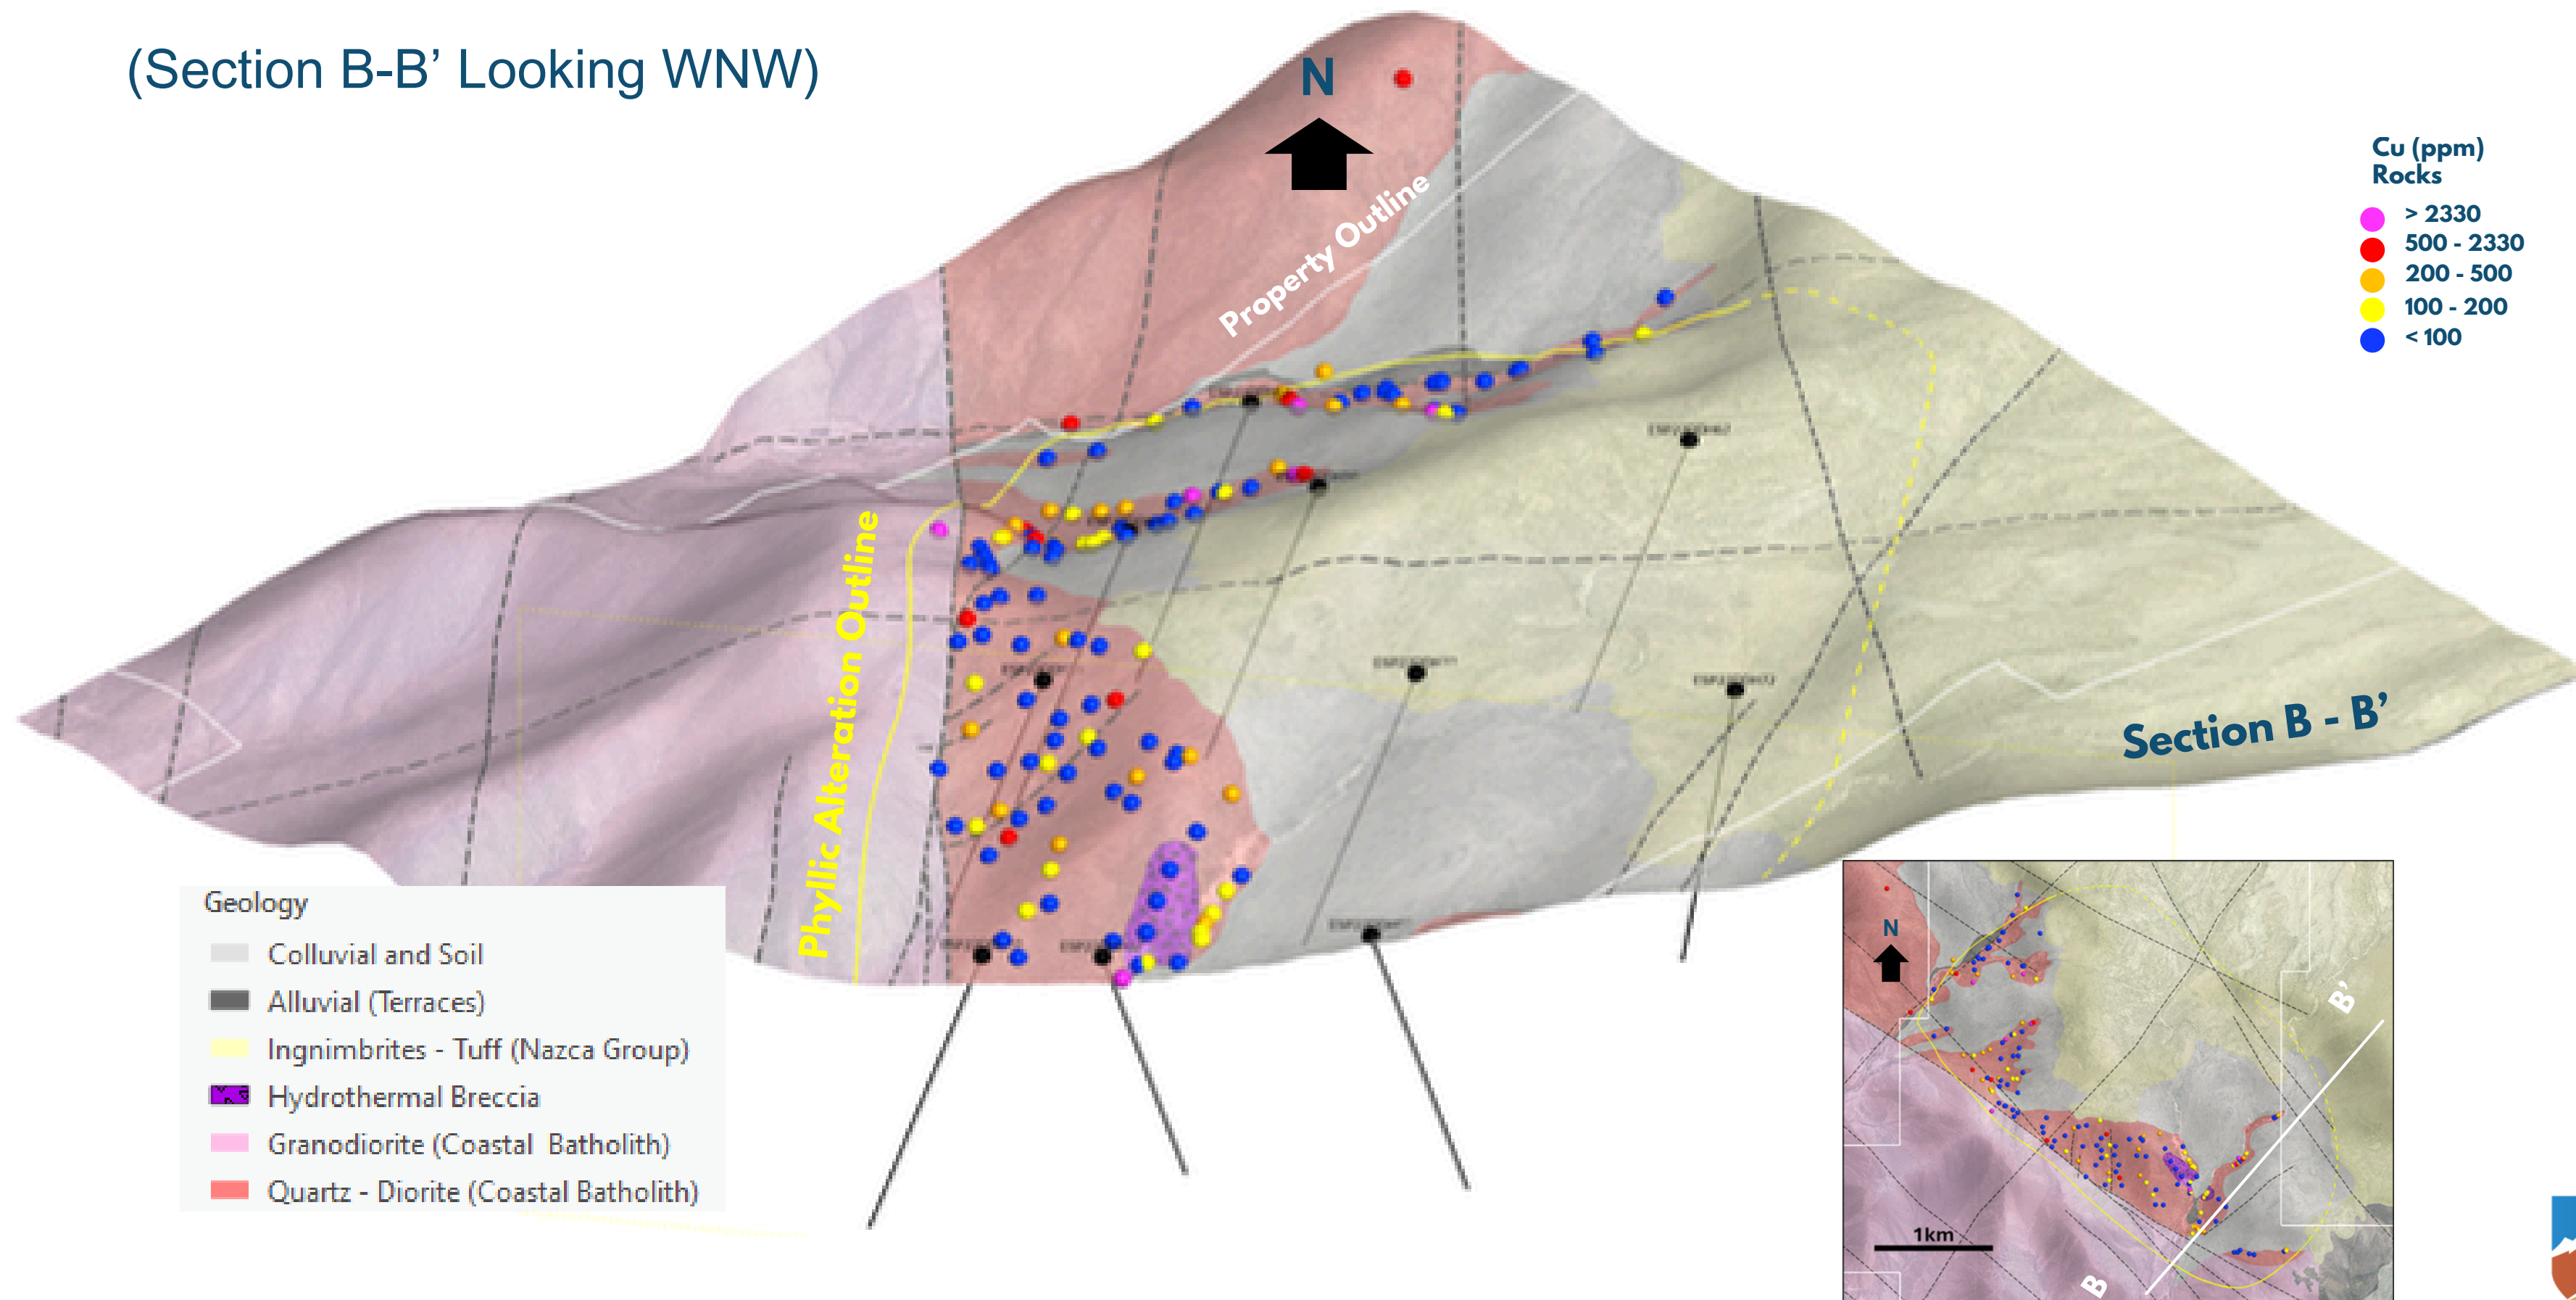 (Section B-B’ Looking WNW)
N
Cu (ppm)
Rocks
> 2330
500 - 2330
200 - 500
100 - 200
< 100
Property Outline
Phyllic Alteration Outline
Section B - B’
Geology
Colluvial and Soil
Alluvial (Terraces)
Ingnimbrites - Tuff (Nazca Group)
Hydrothermal Breccia
Granodiorite (Coastal Batholith)
Quartz - Diorite (Coastal Batholith)
N
B’
1km
B